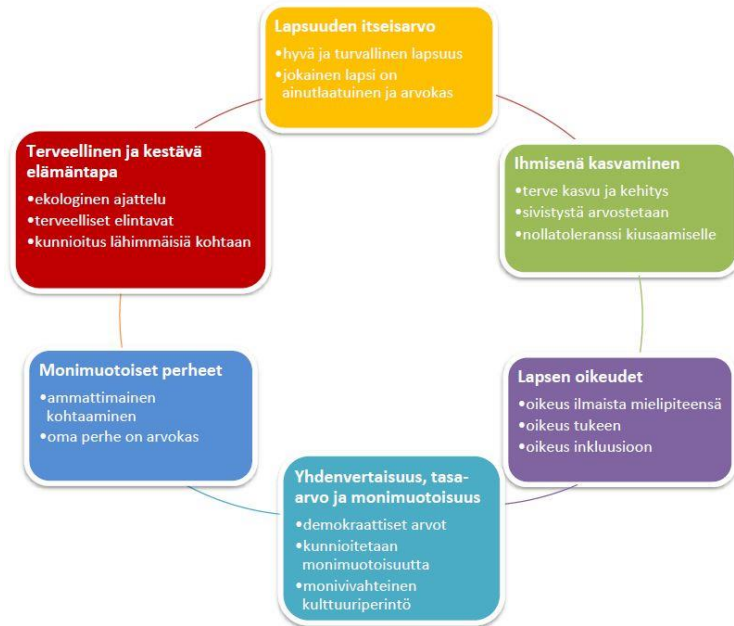 Lapsuuden itseisarvo
•hyvä ja turvallinen lapsuus
•jokainen lapsi on
ainutlaatuinen ja arvokas
Ihmisenä kasvaminen
•terve kasvu ja kehitys
•sivistystä arvostetaan
•nollatoleranssi kiusaamiselle
Lapsen oikeudet
•oikeus ilmaista mielipiteensä
•oikeus tukeen
•oikeus inkluusioon
Yhdenvertaisuus, tasa-
arvo ja monimuotoisuus
•demokraattiset arvot
•kunnioitetaan
monimuotoisuutta
•monivivahteinen
kulttuuriperintö
Monimuotoiset perheet
•ammattimainen
kohtaaminen
•oma perhe on arvokas
Terveellinen ja kestävä
elämäntapa
•ekologinen ajattelu
•terveelliset elintavat
•kunnioitus lähimmäisiä kohtaan